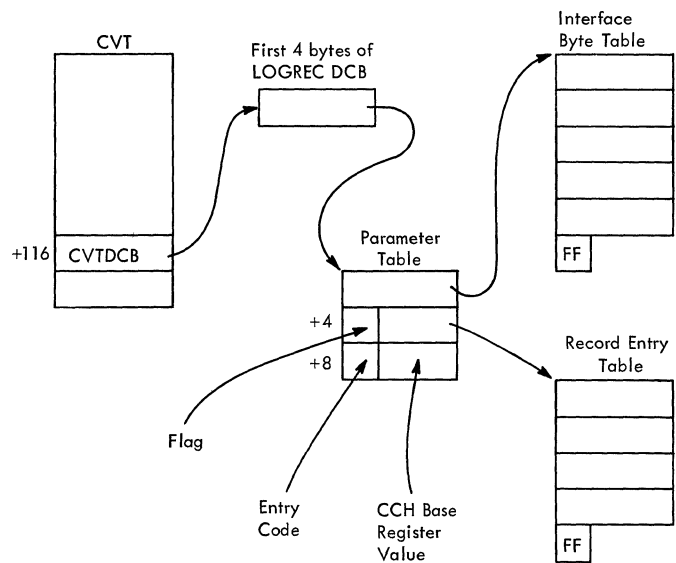 CVT
First 4 bytes of
LOGREC DCB
Interface
Byte Table
+116
CVTDCB
Parameter
Table
FF
+4
+8
Record Entry
Table
Flag
Entry
Code
CCH Base
Register
Value
FF